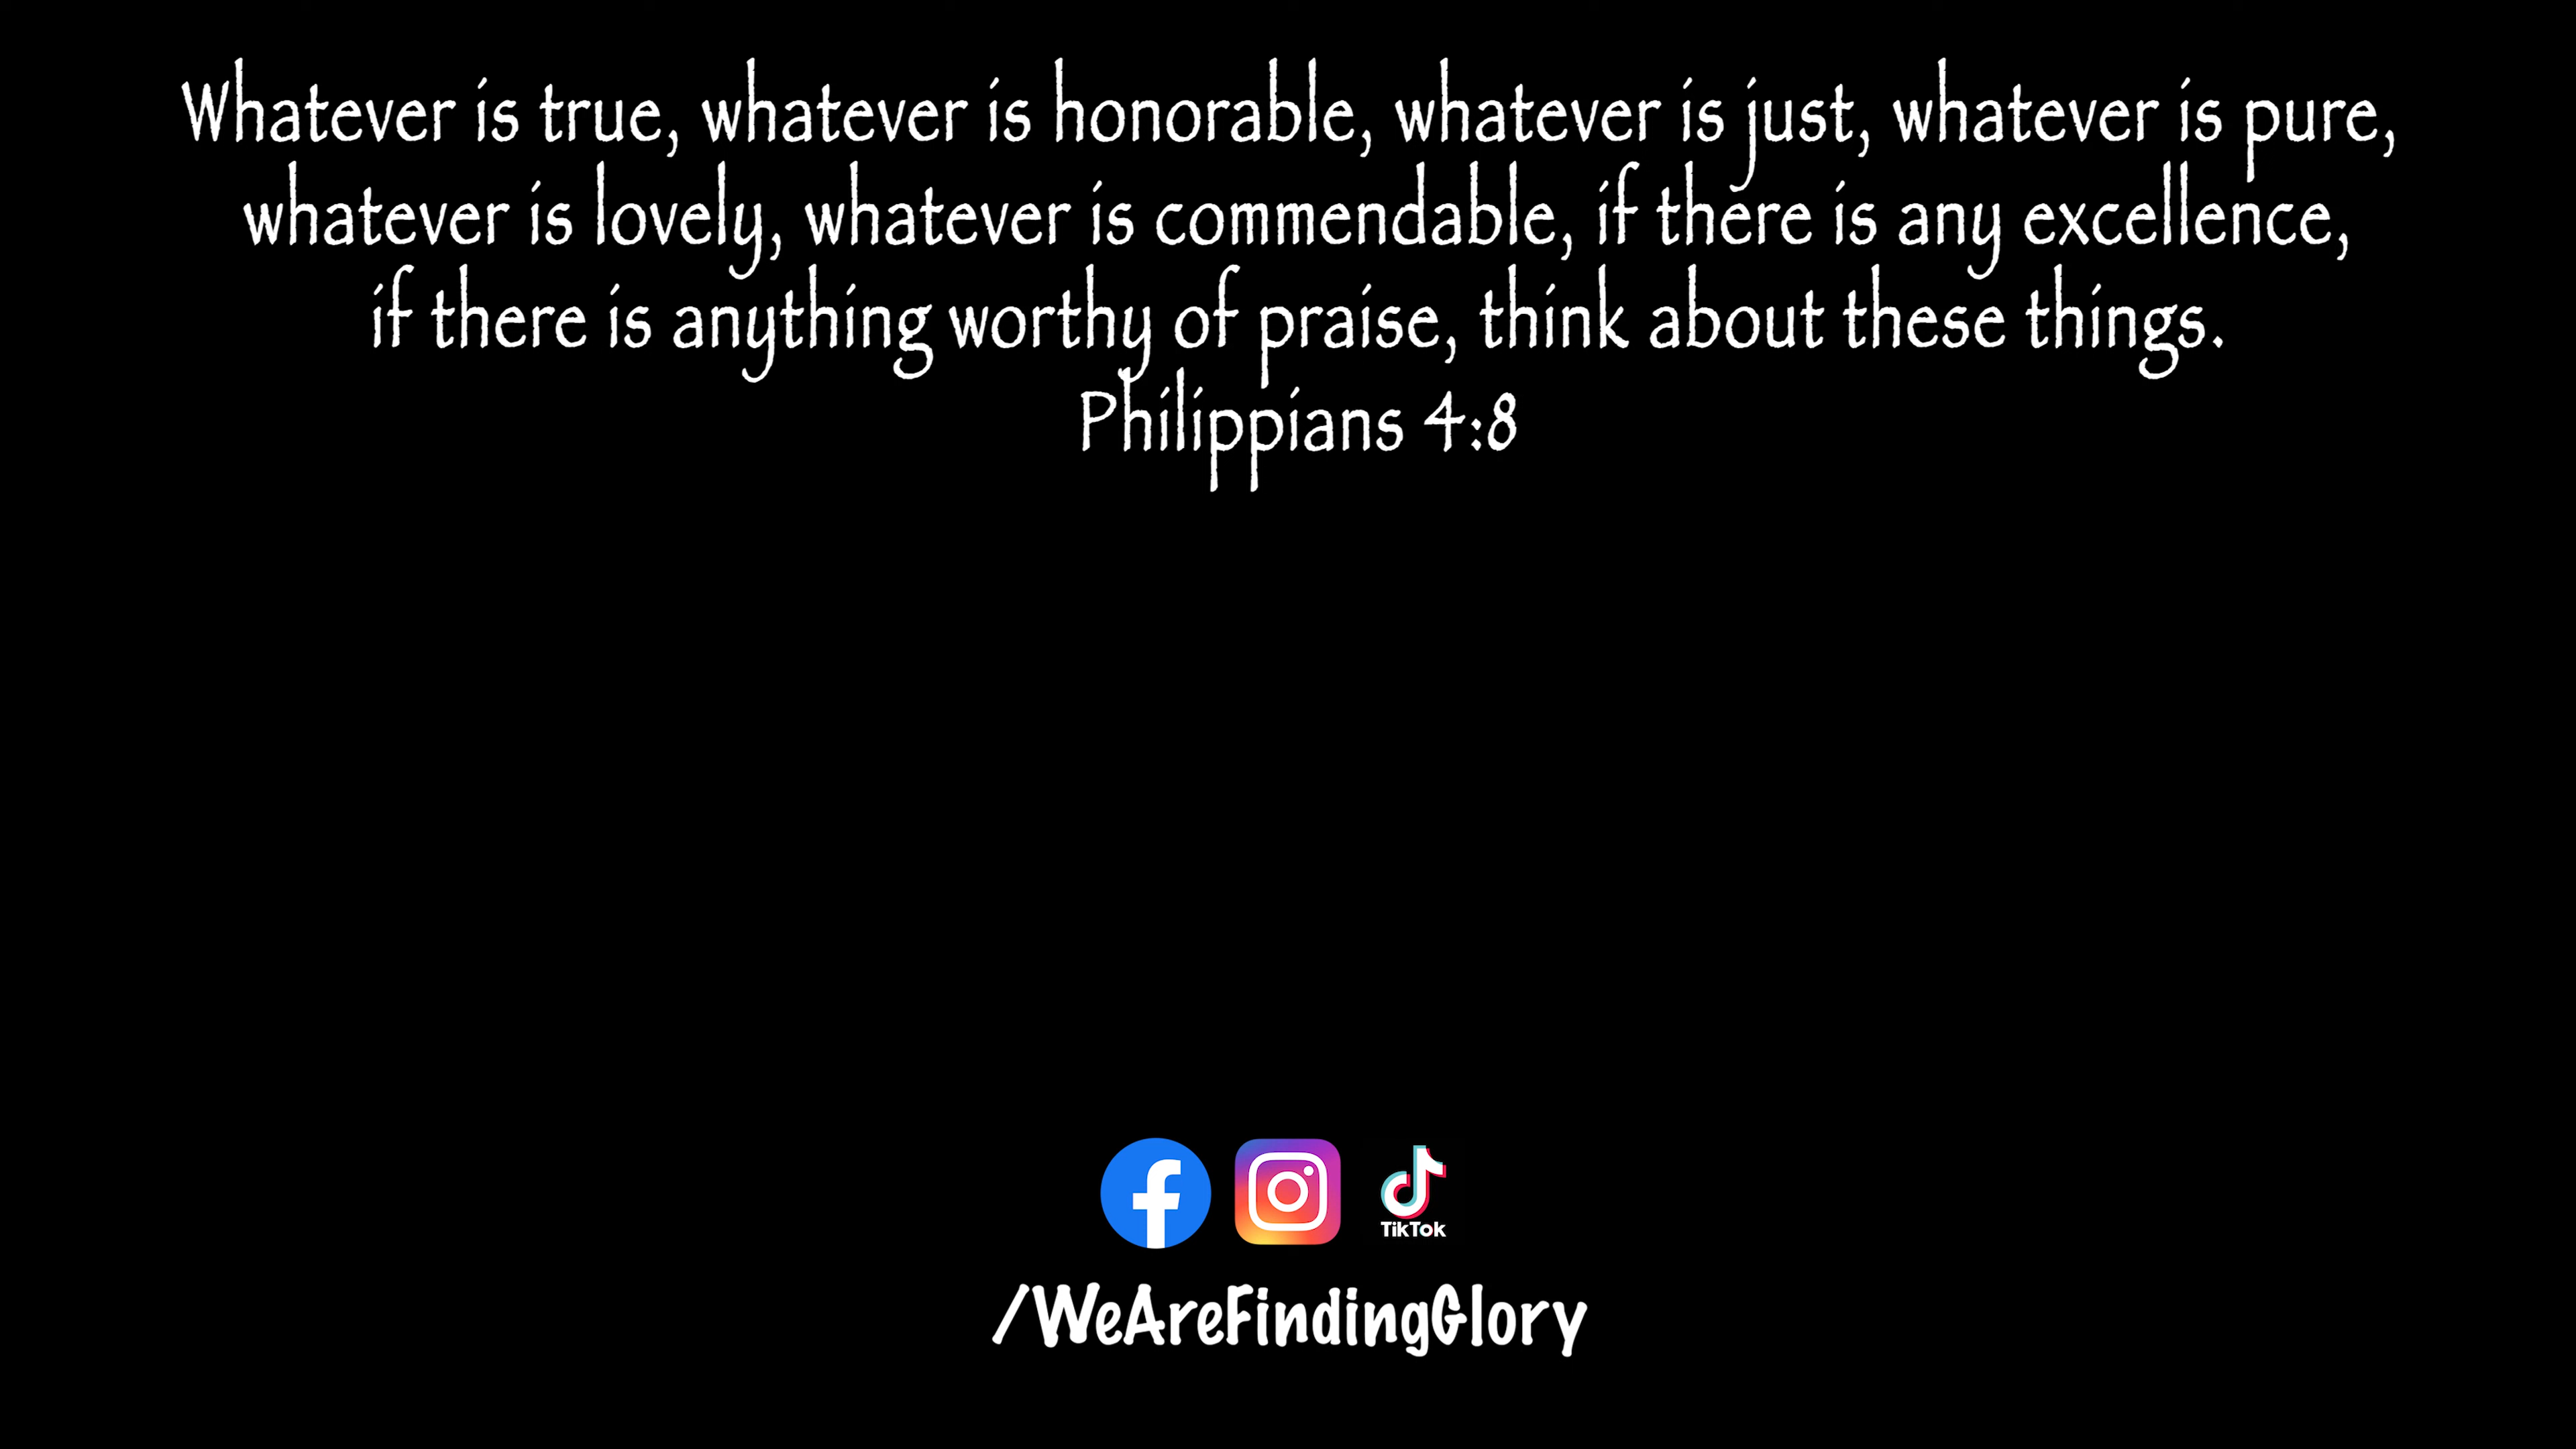 Whatever is true, whatever is honorable, whatever is just, whatever is pure,
whatever is lovely, whatever is commendable, if there is any excellence,
if there is anything worthy of praise, think about these things.
Philippians 4:8
TikTok
/WeAreFindingGlory